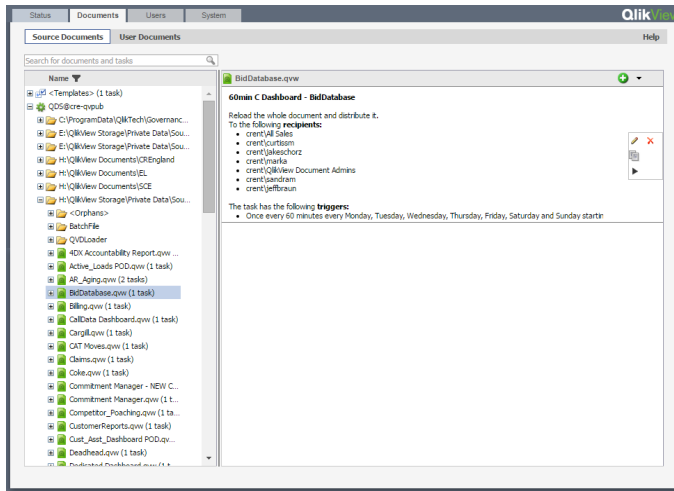 Status Documents Users System
QlikView
Source Documents User Documents Help
Search for documents and tasks
Name
<Templates> (1 task)
QDS@cre-qvpub
C:\ProgramData\QlikTech\Governanc...
E:\QlikView Storage\Private Data\Sou...
E:\QlikView Storage\Private Data\Sou...
H:\QlikView Documents\CREngland
H:\QlikView Documents\EL
H:\QlikView Documents\SCE
H:\QlikView Storage\Private Data\Sou...
<Orphans>
BatchFile
QVDLoader
4DX Accountability Report.qvw ...
Active_Loads POD.qvw (1 task)
AR_Aging.qvw (2 tasks)
BidDatabase.qvw (1 task)
Billing.qvw (1 task)
CallData Dashboard.qvw (1 task)
Cargill.qvw (1 task)
CAT Moves.qvw (1 task)
Claims.qvw (1 task)
Coke.qvw (1 task)
Commitment Manager - NEW C...
Commitment Manager.qvw (1 t...
Competitor_Poaching.qvw (1 ta...
CustomerReports.qvw (1 task)
Cust_Asst_Dashboard POD.qv...
Deadhead.qvw (1 task)
Dedicated Dashboard.qvw (1 t...
BidDatabase.qvw
60min C Dashboard - BidDatabase
Reload the whole document and distribute it.
To the following recipients:
crent\All Sales
crent\curtissm
crent\jakeschorz
crent\marka
crent\QlikView Document Admins
crent\sandram
crent\jeffbraun
The task has the following triggers:
Once every 60 minutes every Monday, Tuesday, Wednesday, Thursday, Friday, Saturday and Sunday startin